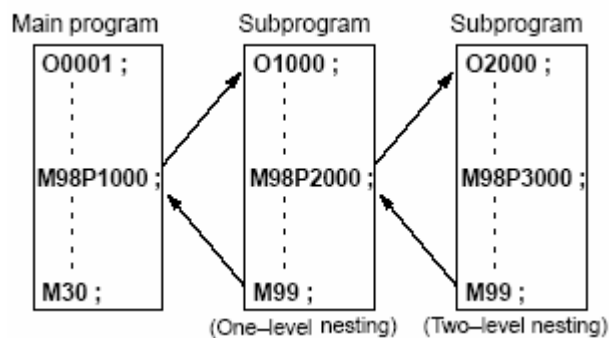 Main program
O0001 ;
M98P1000 ;
M30 ;
Subprogram
O1000 ;
M98P2000 ;
M99 ;
(One–level nesting)
Subprogram
O2000 ;
M98P3000 ;
M99 ;
(Two–level nesting)